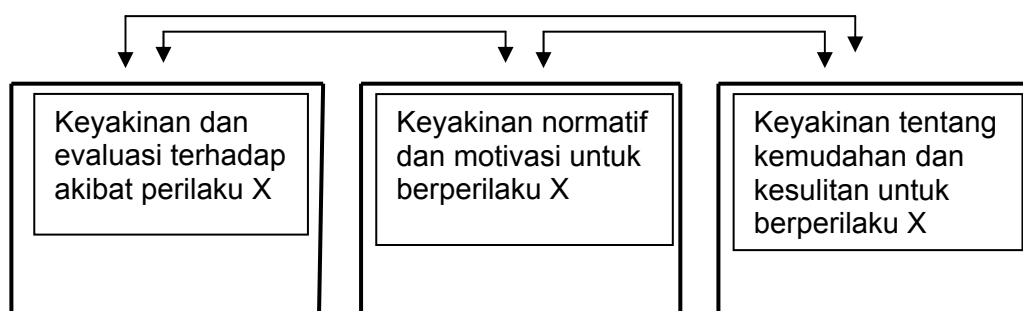 Keyakinan dan
evaluasi terhadap
akibat perilaku X
Keyakinan normatif
dan motivasi untuk
berperilaku X
Keyakinan tentang
kemudahan dan
kesulitan untuk
berperilaku X